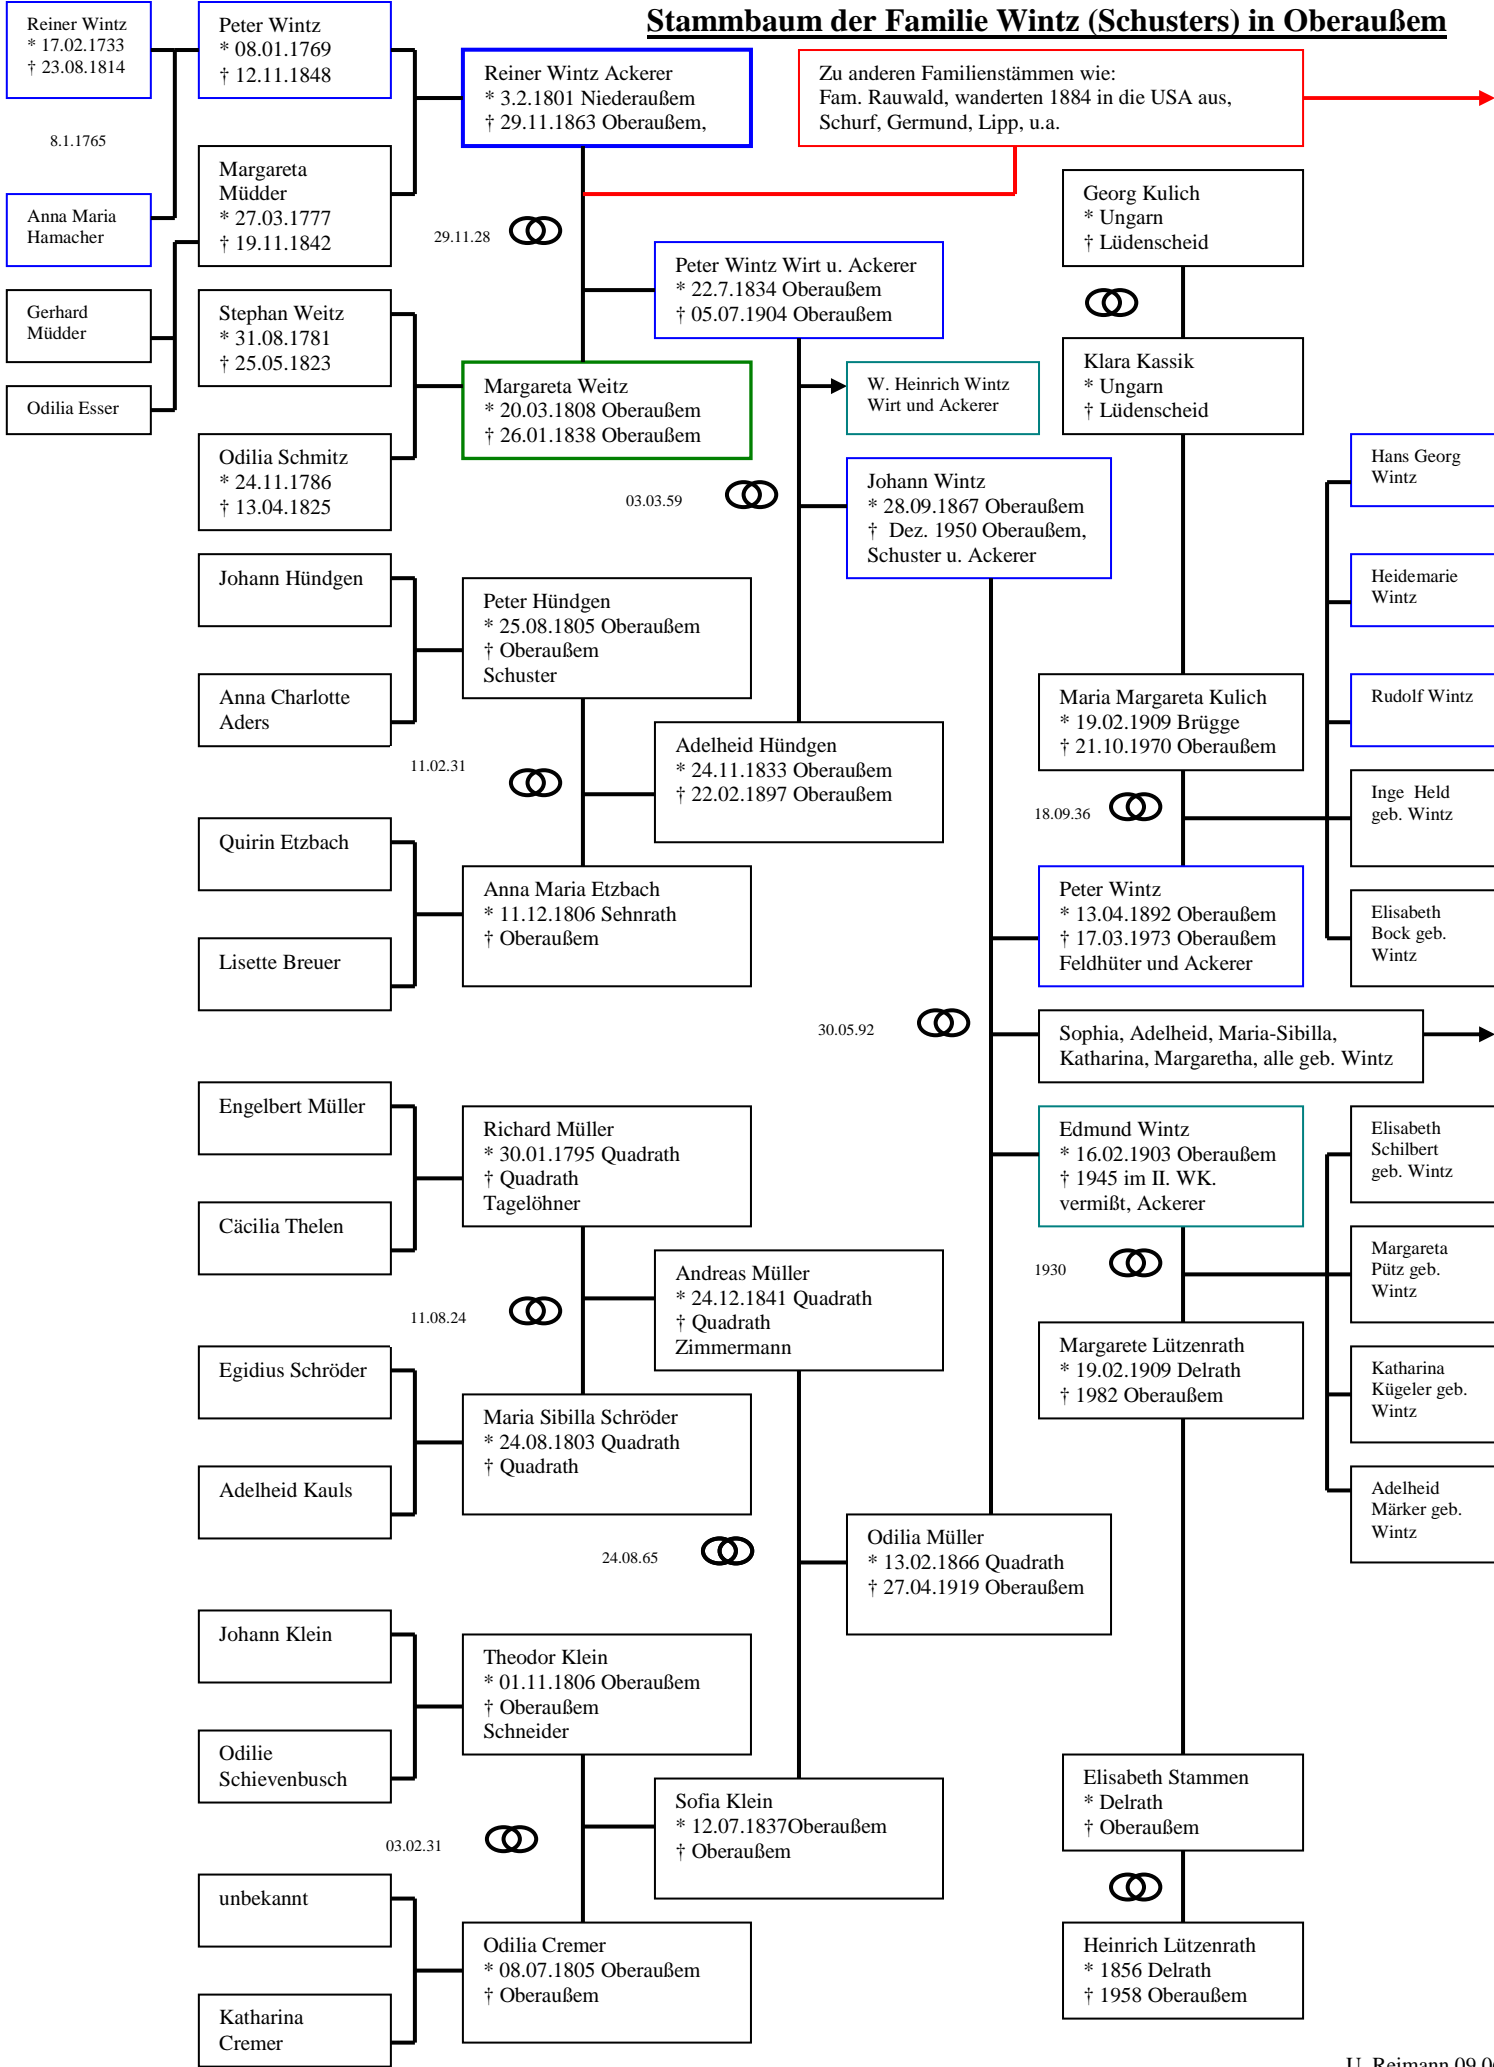 Stammbaum der Familie Wintz (Schusters) in Oberaußem
Reiner Wintz
* 17.02.1733
† 23.08.1814
8.1.1765
Anna Maria
Hamacher
Gerhard
Müdder
Odilia Esser
Peter Wintz
* 08.01.1769
† 12.11.1848
Margareta
Müdder
* 27.03.1777
† 19.11.1842
Stephan Weitz
* 31.08.1781
† 25.05.1823
Odilia Schmitz
* 24.11.1786
† 13.04.1825
Johann Hündgen
Anna Charlotte
Aders
Quirin Etzbach
Lisette Breuer
Engelbert Müller
Cäcilia Thelen
Egidius Schröder
Adelheid Kauls
Johann Klein
Odilie
Schievenbusch
unbekannt
Katharina
Cremer
Reiner Wintz Ackerer
* 3.2.1801 Niederaußem
† 29.11.1863 Oberaußem,
29.11.28
Margareta Weitz
* 20.03.1808 Oberaußem
† 26.01.1838 Oberaußem
Peter Hündgen
* 25.08.1805 Oberaußem
† Oberaußem
Schuster
11.02.31
Anna Maria Etzbach
* 11.12.1806 Sehnrath
† Oberaußem
Richard Müller
* 30.01.1795 Quadrath
† Quadrath
Tagelöhner
11.08.24
Maria Sibilla Schröder
* 24.08.1803 Quadrath
† Quadrath
Theodor Klein
* 01.11.1806 Oberaußem
† Oberaußem
Schneider
03.02.31
Odilia Cremer
* 08.07.1805 Oberaußem
† Oberaußem
Peter Wintz Wirt u. Ackerer
* 22.7.1834 Oberaußem
† 05.07.1904 Oberaußem
03.03.59
Adelheid Hündgen
* 24.11.1833 Oberaußem
† 22.02.1897 Oberaußem
Andreas Müller
* 24.12.1841 Quadrath
† Quadrath
Zimmermann
24.08.65
Sofia Klein
* 12.07.1837Oberaußem
† Oberaußem
Zu anderen Familienstämmen wie:
Fam. Rauwald, wanderten 1884 in die USA aus,
Schurf, Germund, Lipp, u.a.
W. Heinrich Wintz
Wirt und Ackerer
Johann Wintz
* 28.09.1867 Oberaußem
† Dez. 1950 Oberaußem,
Schuster u. Ackerer
30.05.92
Odilia Müller
* 13.02.1866 Quadrath
† 27.04.1919 Oberaußem
Georg Kulich
* Ungarn
† Lüdenscheid
Klara Kassik
* Ungarn
† Lüdenscheid
Maria Margareta Kulich
* 19.02.1909 Brügge
† 21.10.1970 Oberaußem
18.09.36
Peter Wintz
* 13.04.1892 Oberaußem
† 17.03.1973 Oberaußem
Feldhüter und Ackerer
Sophia, Adelheid, Maria-Sibilla,
Katharina, Margaretha, alle geb. Wintz
Edmund Wintz
* 16.02.1903 Oberaußem
† 1945 im II. WK.
vermißt, Ackerer
1930
Margarete Lützenrath
* 19.02.1909 Delrath
† 1982 Oberaußem
Elisabeth Stammen
* Delrath
† Oberaußem
Heinrich Lützenrath
* 1856 Delrath
† 1958 Oberaußem
Hans Georg
Wintz
Heidemarie
Wintz
Rudolf Wintz
Inge Held
geb. Wintz
Elisabeth
Bock geb.
Wintz
Elisabeth
Schilbert
geb. Wintz
Margareta
Pütz geb.
Wintz
Katharina
Kügeler geb.
Wintz
Adelheid
Märker geb.
Wintz
U. Reimann